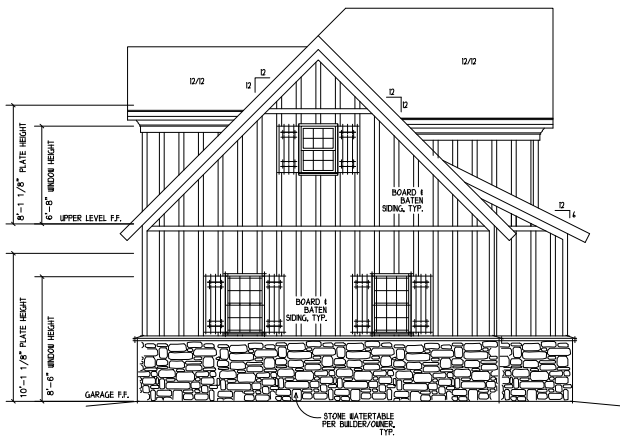 12/12
12/12
12
12
12
12
8'-1 1/8" PLATE HEIGHT
6'-8" WINDOW HEIGHT
UPPER LEVEL F.F.
BOARD &
BATEN
SIDING, TYP.
12
6
10'-1 1/8" PLATE HEIGHT
8'-6" WINDOW HEIGHT
BOARD &
BATEN
SIDING, TYP.
GARAGE F.F.
STONE WATERTABLE
PER BUILDER/OWNER,
TYP.